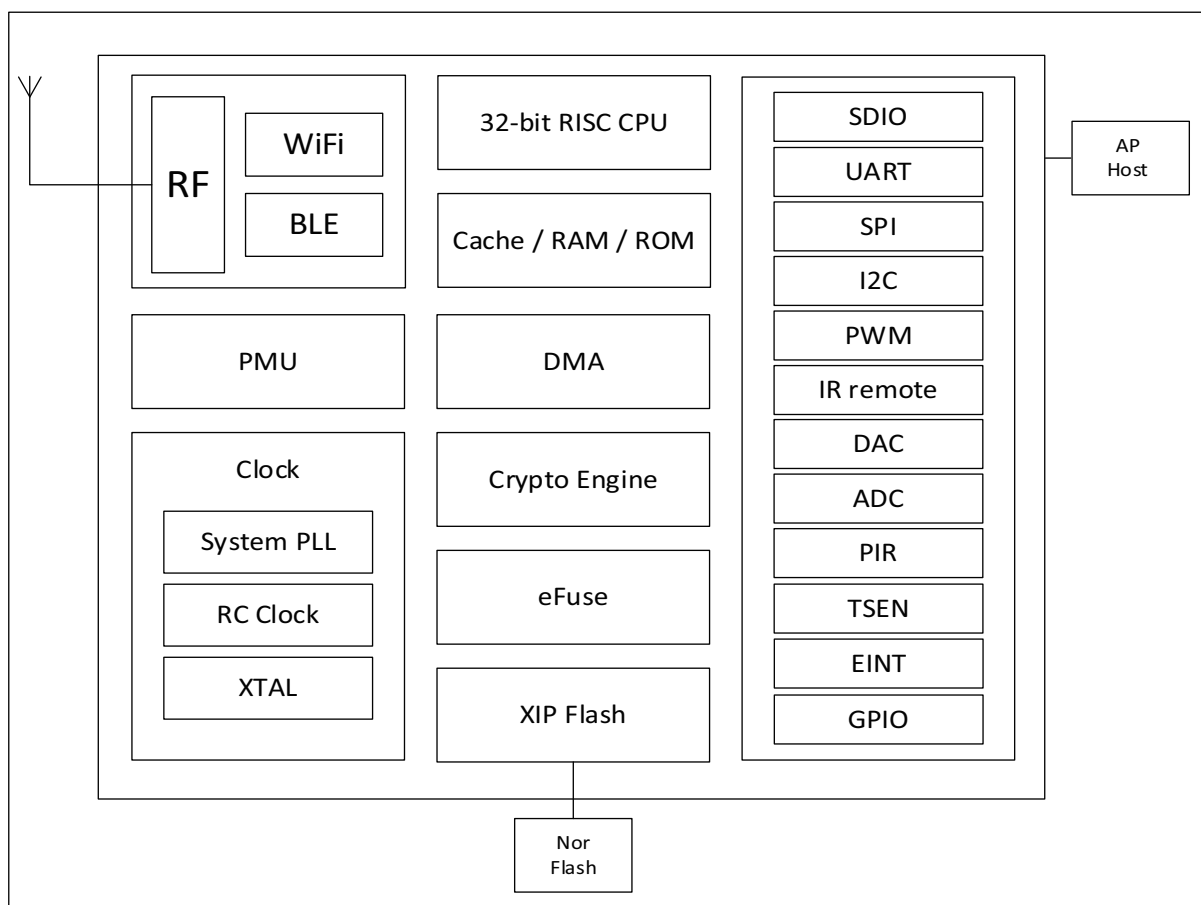 RF
WiFi
BLE
PMU
Clock
System PLL
RC Clock
XTAL
32-bit RISC CPU
Cache / RAM / ROM
DMA
Crypto Engine
eFuse
XIP Flash
Nor
Flash
SDIO
UART
SPI
I2C
PWM
IR remote
DAC
ADC
PIR
TSEN
EINT
GPIO
AP
Host